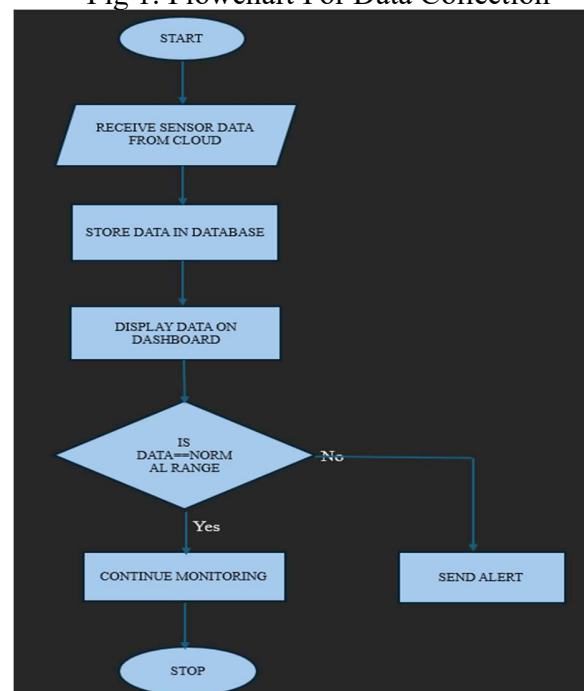 Fig 1: Flowchart For Data Collection
START
RECEIVE SENSOR DATA
FROM CLOUD
STORE DATA IN DATABASE
DISPLAY DATA ON
DASHBOARD
IS
DATA==NORM
AL RANGE
No
Yes
CONTINUE MONITORING
SEND ALERT
STOP